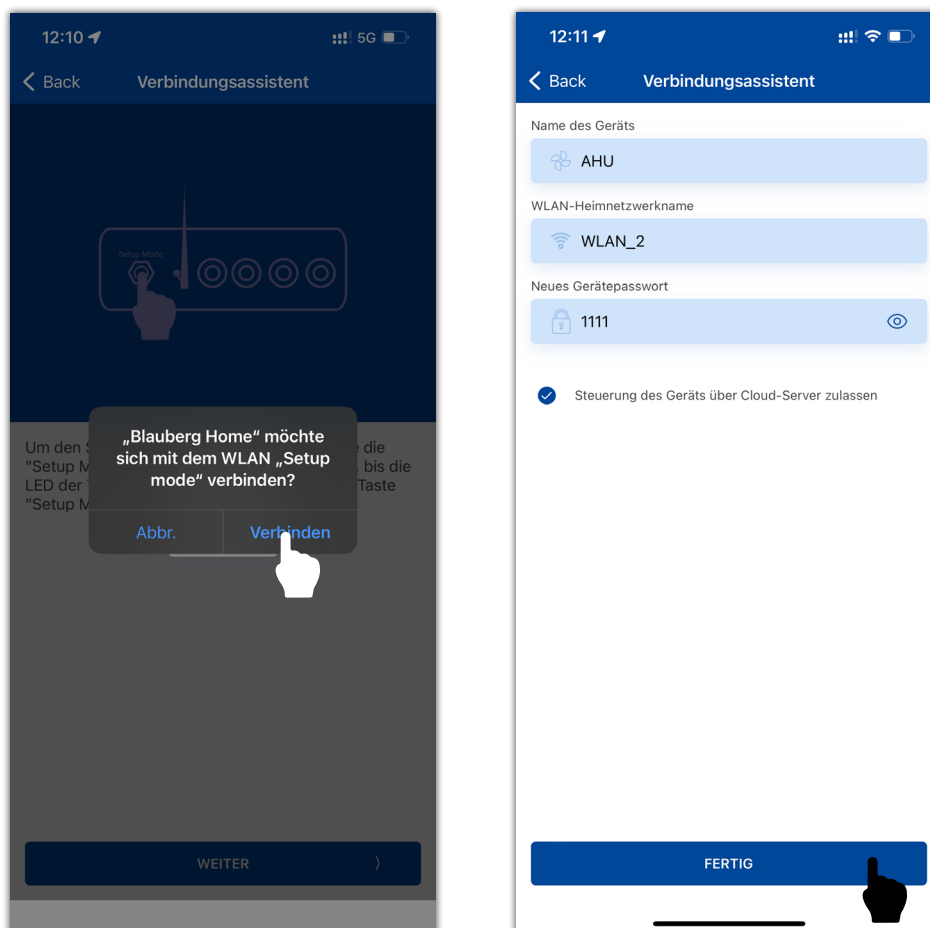 12:10
5G
Back
Verbindungsassistent
Setup Mode
Um den
die
"Setup M
bis die
LED der
Taste
"Setup M
„Blauberg Home“ möchte
sich mit dem WLAN „Setup
mode“ verbinden?
Abbr.
Verbinden
WEITER
12:11
Back
Verbindungsassistent
Name des Geräts
AHU
WLAN-Heimnetzwerkname
WLAN_2
Neues Gerätepasswort
1111
Steuerung des Geräts über Cloud-Server zulassen
FERTIG